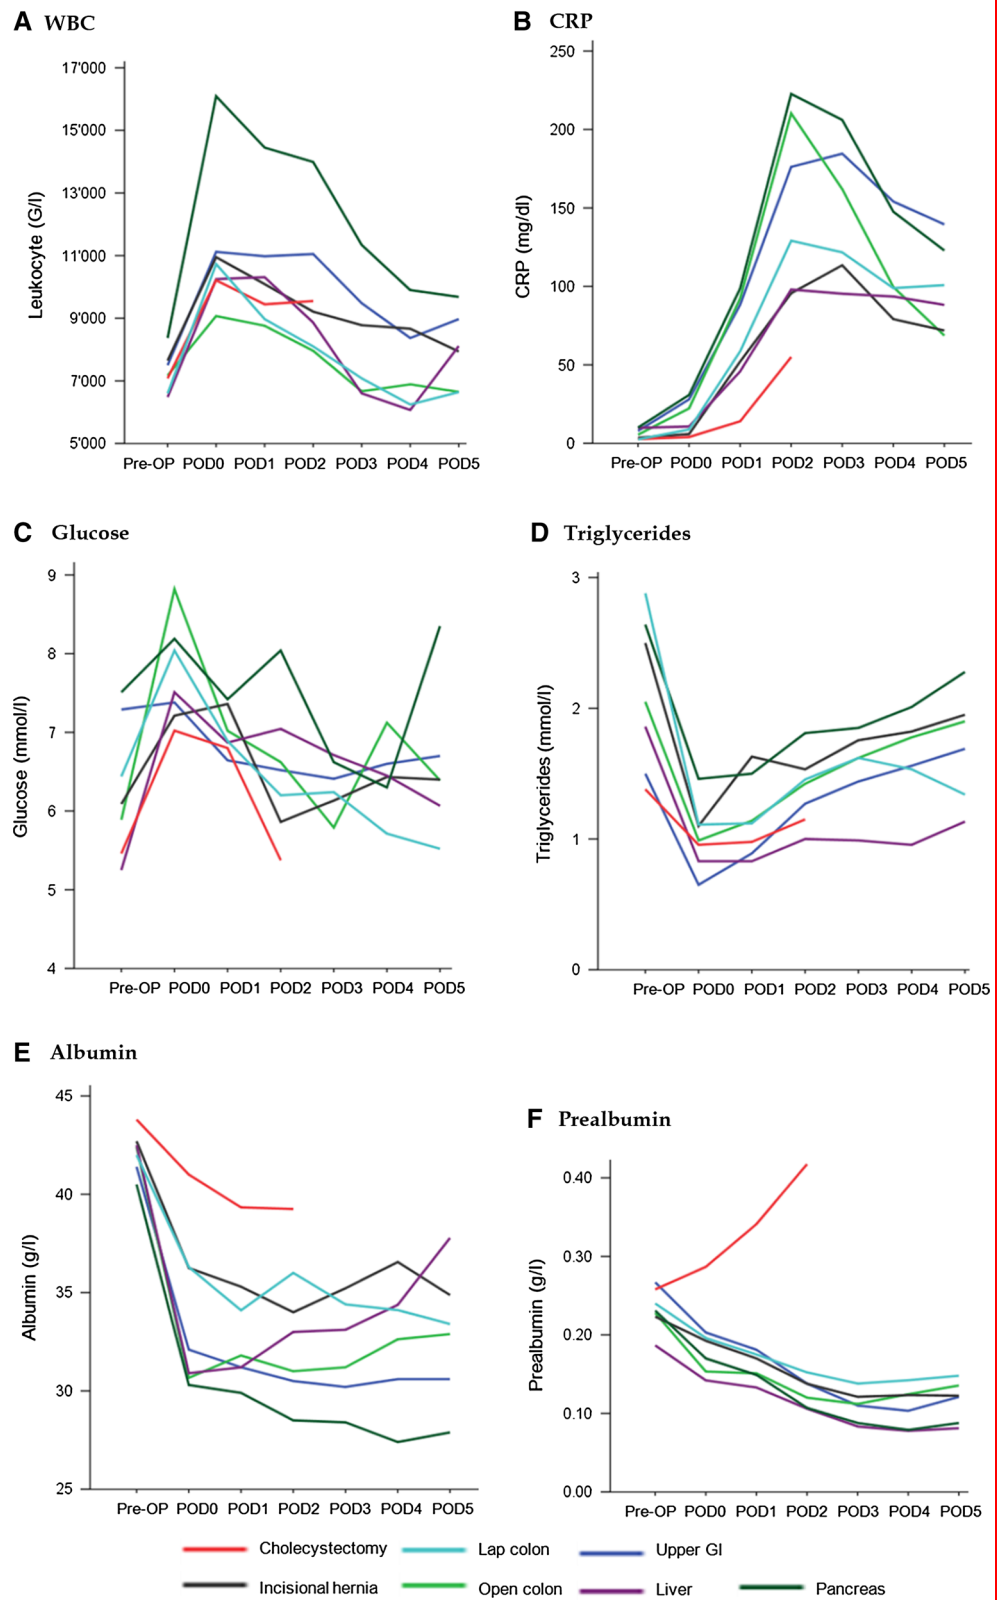 A WBC
17'000
15'000
13'000
11'000
9'000
7'000
5'000
Leukocyte (G/l)
Pre-OP POD0 POD1 POD2 POD3 POD4 POD5
B CRP
250
200
150
100
50
0
CRP (mg/dl)
Pre-OP POD0 POD1 POD2 POD3 POD4 POD5
C Glucose
9
8
7
6
5
4
Glucose (mmol/l)
Pre-OP POD0 POD1 POD2 POD3 POD4 POD5
D Triglycerides
3
2
1
0
Triglycerides (mmol/l)
Pre-OP POD0 POD1 POD2 POD3 POD4 POD5
E Albumin
45
40
35
30
25
Albumin (g/l)
Pre-OP POD0 POD1 POD2 POD3 POD4 POD5
F Prealbumin
0.40
0.30
0.20
0.10
0.00
Prealbumin (g/l)
Pre-OP POD0 POD1 POD2 POD3 POD4 POD5
Cholecystectomy Lap colon Upper GI
Incisional hernia Open colon Liver Pancreas